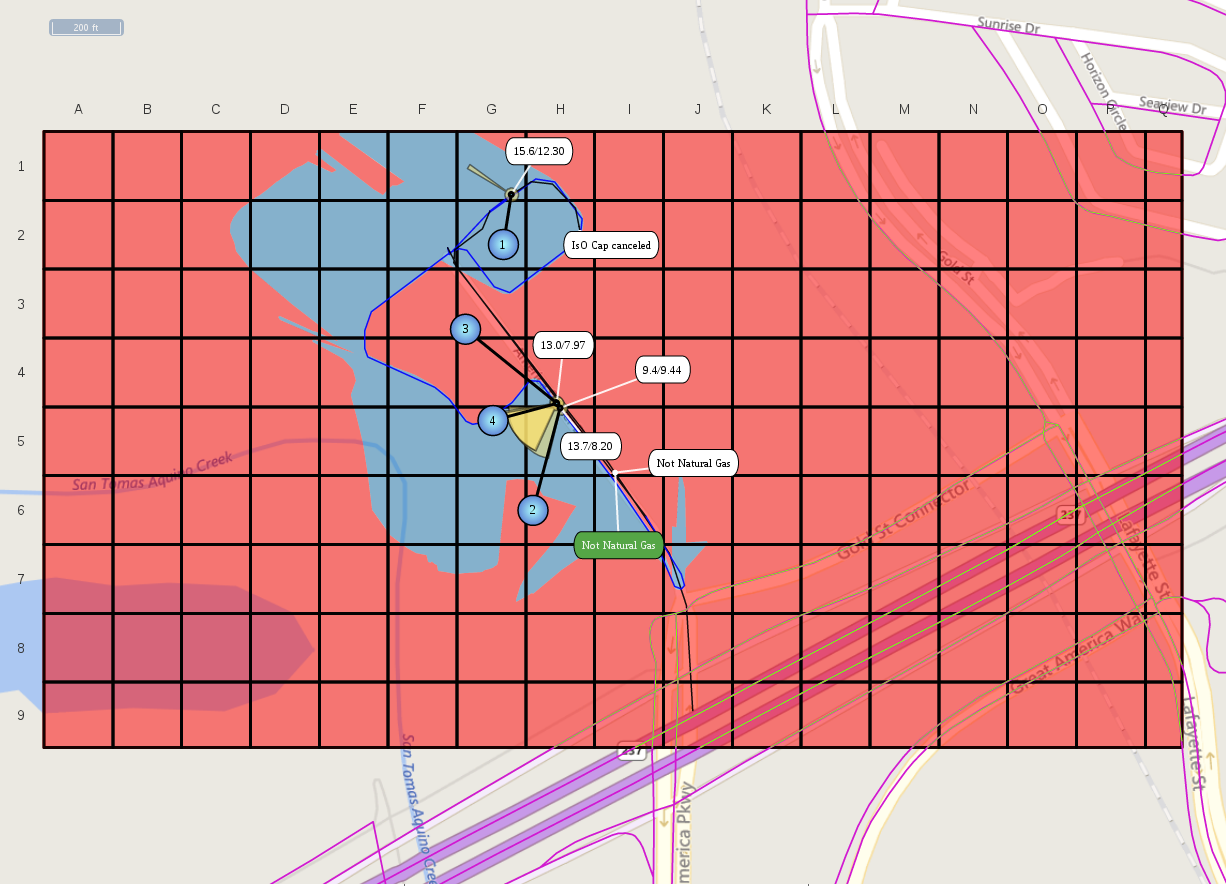 200 ft
Sunrise Dr
Horizon Circle
Seaview Dr
A B C D E F G H I J K L M N O P Q
1
15.6/12.30
2
1
IsO Cap canceled
Gold St
3
3
13.0/7.97
4
9.4/9.44
4
5
13.7/8.20
Not Natural Gas
San Tomas Aquino Creek
6
2
Gold St Connector
237
Lafayette St
Not Natural Gas
7
8
Great America Wa
9
237
San Tomas Aquino Cree
merica Pkwy
Lafayette St